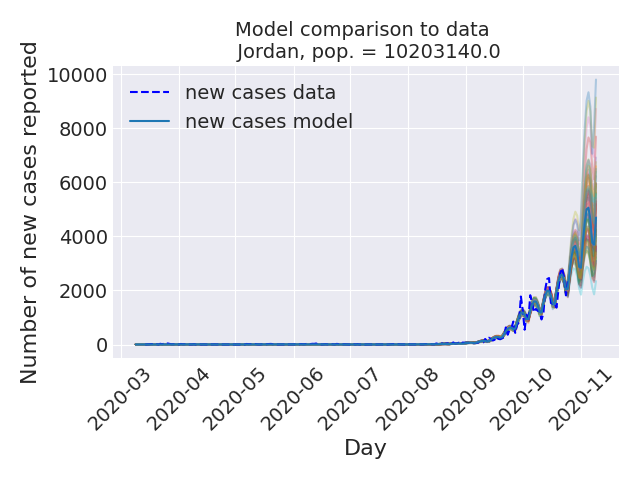 Model comparison to data
Jordan, pop. = 10203140.0
Number of new cases reported
10000
8000
6000
4000
2000
0
new cases data
new cases model
2020-03
2020-04
2020-05
2020-06
2020-07
2020-08
2020-09
2020-10
2020-11
Day